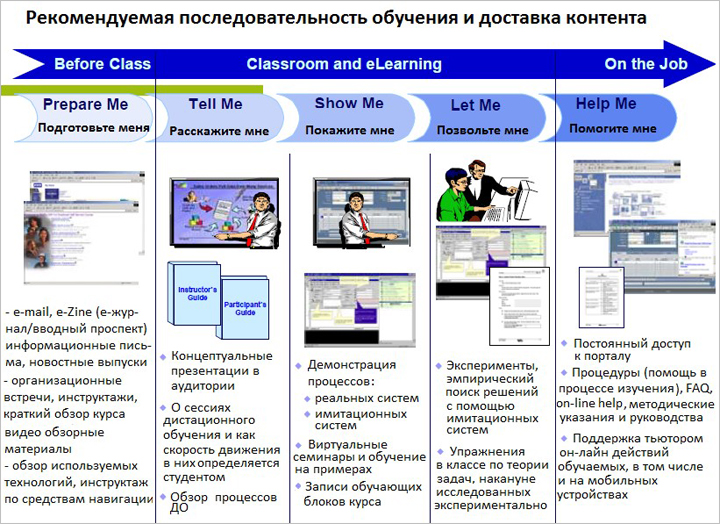 Рекомендуемая последовательность обучения и доставка контента
Before Class
Classroom and eLearning
On the Job
Prepare Me
Подготовьте меня
Tell Me
Расскажите мне
Show Me
Покажите мне
Let Me
Позвольте мне
Help Me
Помогите мне
Instructor's
Guide
Participant's
Guide
- e-mail, e-Zine (е-жур-
нал/вводный проспект)
информационные пись-
ма, новостные выпуски
- организационные
встречи, инструктажи,
краткий обзор курса
видео обзорные
материалы
- обзор используемых
технологий, инструктаж
по средствам навигации
Концептуальные
презентации в
аудитории
О сессиях
дистационного
обучения и как
скорость движения
в них определяется
студентом
Обзор процессов
ДО
Демонстрация
процессов:
реальных систем
имитационных
систем
Виртуальные
семинары и обучение
на примерах
Записи обучающих
блоков курса
Эксперименты,
эмпирический
поиск решений
с помощью
имитационных
систем
Упражнения
в классе по теории
задач, накануне
исследованных
экспериментально
Постоянный доступ
к порталу
Процедуры (помощь в
процессе изучения), FAQ,
on-line help, методические
указания и руководства
Поддержка тьютором
он-лайн действий
обучаемых, в том числе
и на мобильных
устройствах